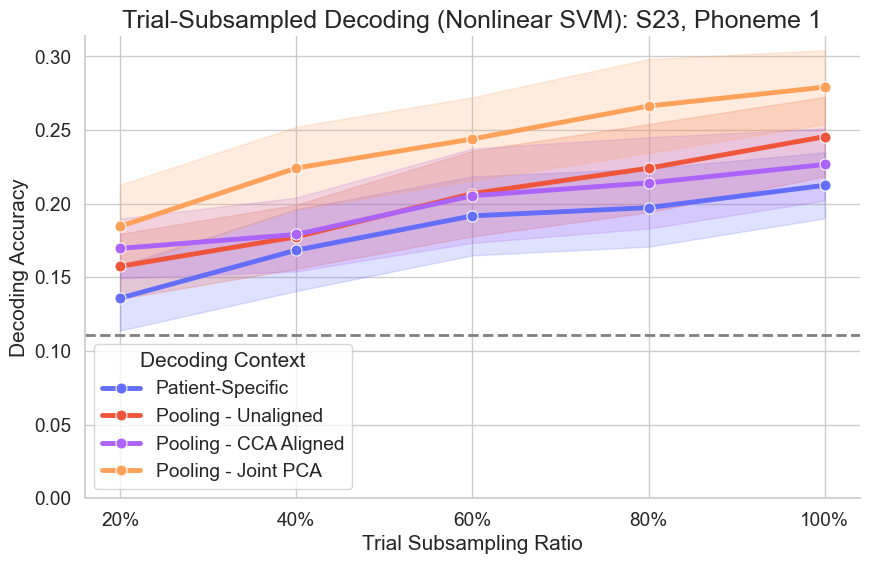 Trial-Subsampled Decoding (Nonlinear SVM): S23, Phoneme 1
Decoding Accuracy
0.30
0.25
0.20
0.15
0.10
0.05
0.00
Decoding Context
Patient-Specific
Pooling - Unaligned
Pooling - CCA Aligned
Pooling - Joint PCA
20%
40%
60%
80%
100%
Trial Subsampling Ratio